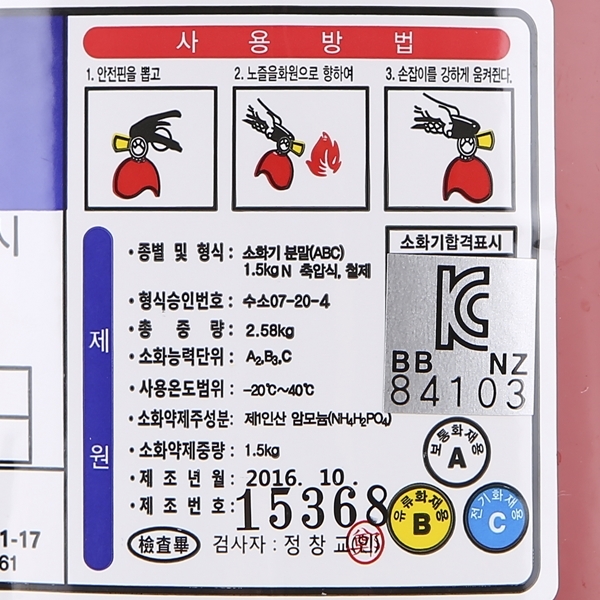 사 용 방 법
1. 안전핀을 뽑고
2. 노즐을화원으로 향하여
3. 손잡이를 강하게 움켜쥔다.
시
제 원
· 종별 및 형식 : 소화기 분말(ABC)
1.5kg N 축압식, 철제
· 형식승인번호 : 수소07-20-4
· 총 중 량 : 2.58kg
· 소화능력단위 : A2,B3,C
· 사용온도범위 : -20℃~40℃
· 소화약제주성분 : 제1인산 암모늄(NH4H2PO4)
· 소화약제중량 : 1.5kg
· 제 조 년 월 : 2016. 10 .
· 제 조 번 호 : 15368
檢査畢 검사자 : 정 창 교
소화기합격표시
KC
BB NZ
84103
보통화재용
A
유류화재용
B
전기화재용
C
1-17
61